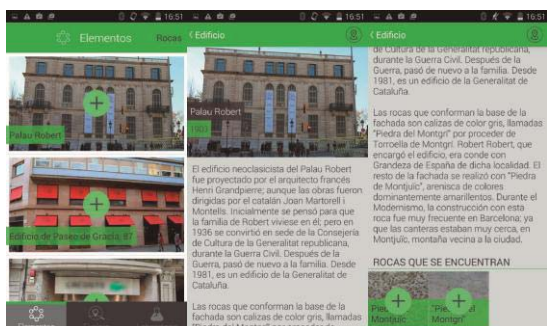 16:51
Elementos
Rocas
Palau Robert
Edificio de Paseo de Gracia, 87
16:51
Edificio
Palau Robert
1903
El edificio neoclasicista del Palau Robert
fue proyectado por el arquitecto francés
Henri Grandpierre; aunque las obras fueron
dirigidas por el catalán Joan Martorell i
Montells. Inicialmente se pensó para que
la familia de Robert viviese en él; pero en
1936 se convirtió en sede de la Consejería
de Cultura de la Generalitat republicana,
durante la Guerra Civil. Después de la
Guerra, pasó de nuevo a la familia. Desde
1981, es un edificio de la Generalitat de
Cataluña.
Las rocas que conforman la base de la
fachada son calizas de color gris, llamadas
16:51
Edificio
de Cultura de la Generalitat republicana,
durante la Guerra Civil. Después de la
Guerra, pasó de nuevo a la familia. Desde
1981, es un edificio de la Generalitat de
Cataluña.
Las rocas que conforman la base de la
fachada son calizas de color gris, llamadas
"Piedra del Montgrí" por proceder de
Torroella de Montgrí. Robert Robert, que
encargó el edificio, era conde con
Grandeza de España de dicha localidad. El
resto de la fachada se realizó con "Piedra
de Montjuïc", arenisca de colores
dominantemente amarillentos. Durante el
Modernismo, la construcción con esta
roca fue muy frecuente en Barcelona; ya
que las canteras estaban muy cerca, en
Montjuïc, montaña vecina a la ciudad.
ROCAS QUE SE ENCUENTRAN
Montjuïc
Montgrí"